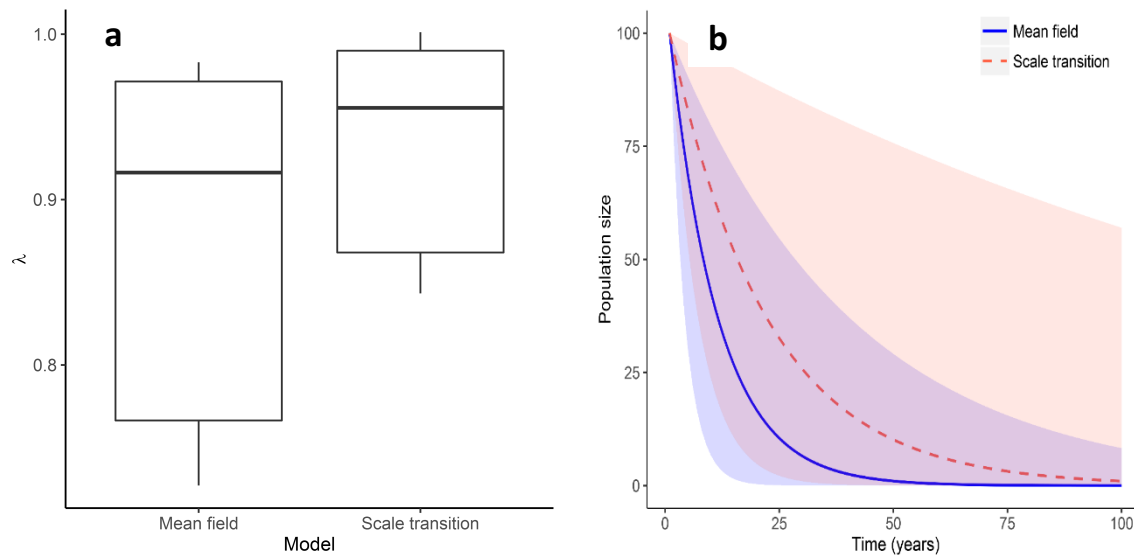 a
1.0
0.9
0.8
λ
Mean field
Scale transition
Model
b
Mean field
Scale transition
100
75
50
25
0
Population size
0
25
50
75
100
Time (years)